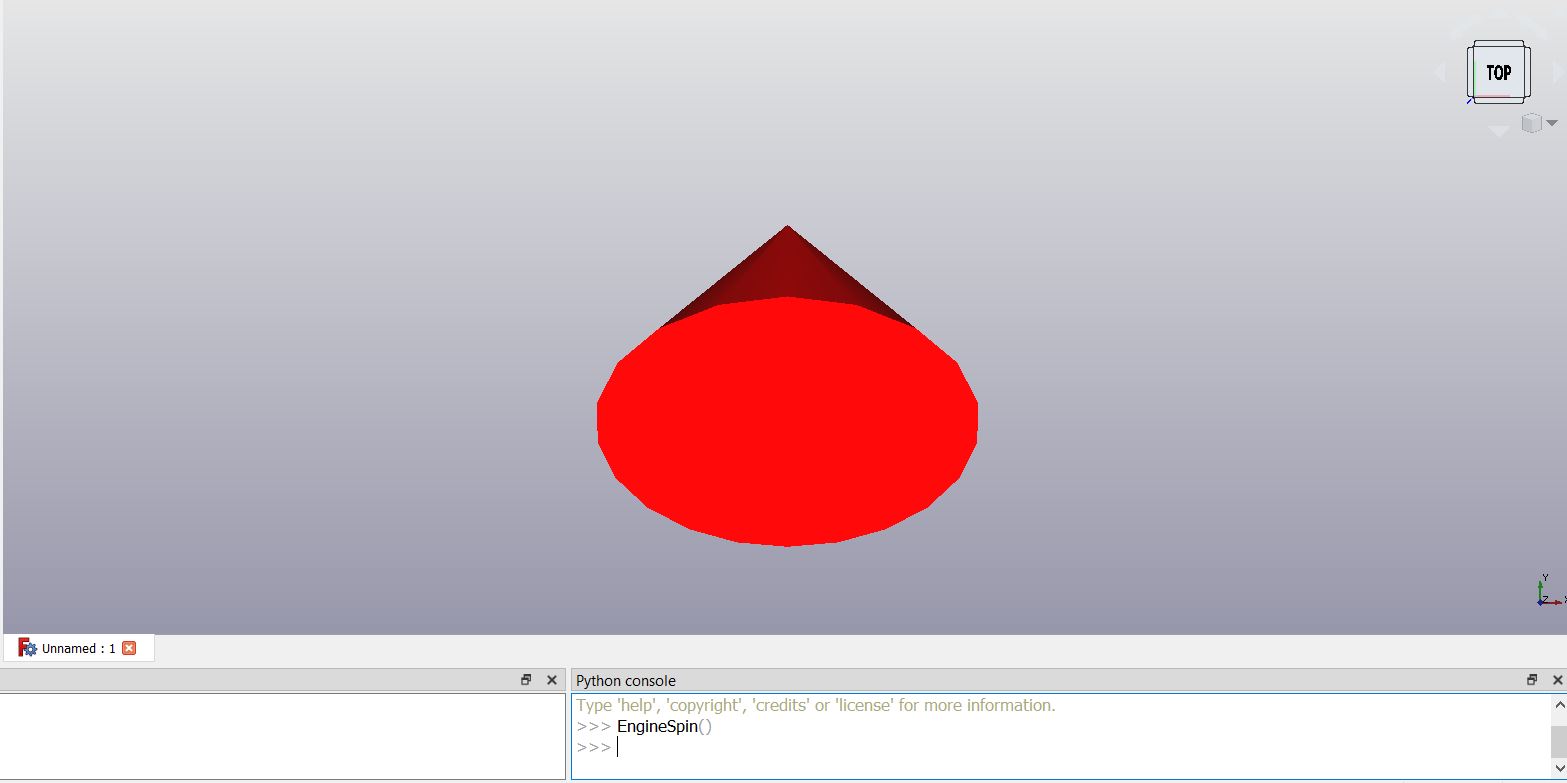 TOP
Y
Z
X
Unnamed : 1
Python console
Type 'help', 'copyright', 'credits' or 'license' for more information.
>>> EngineSpin()
>>>